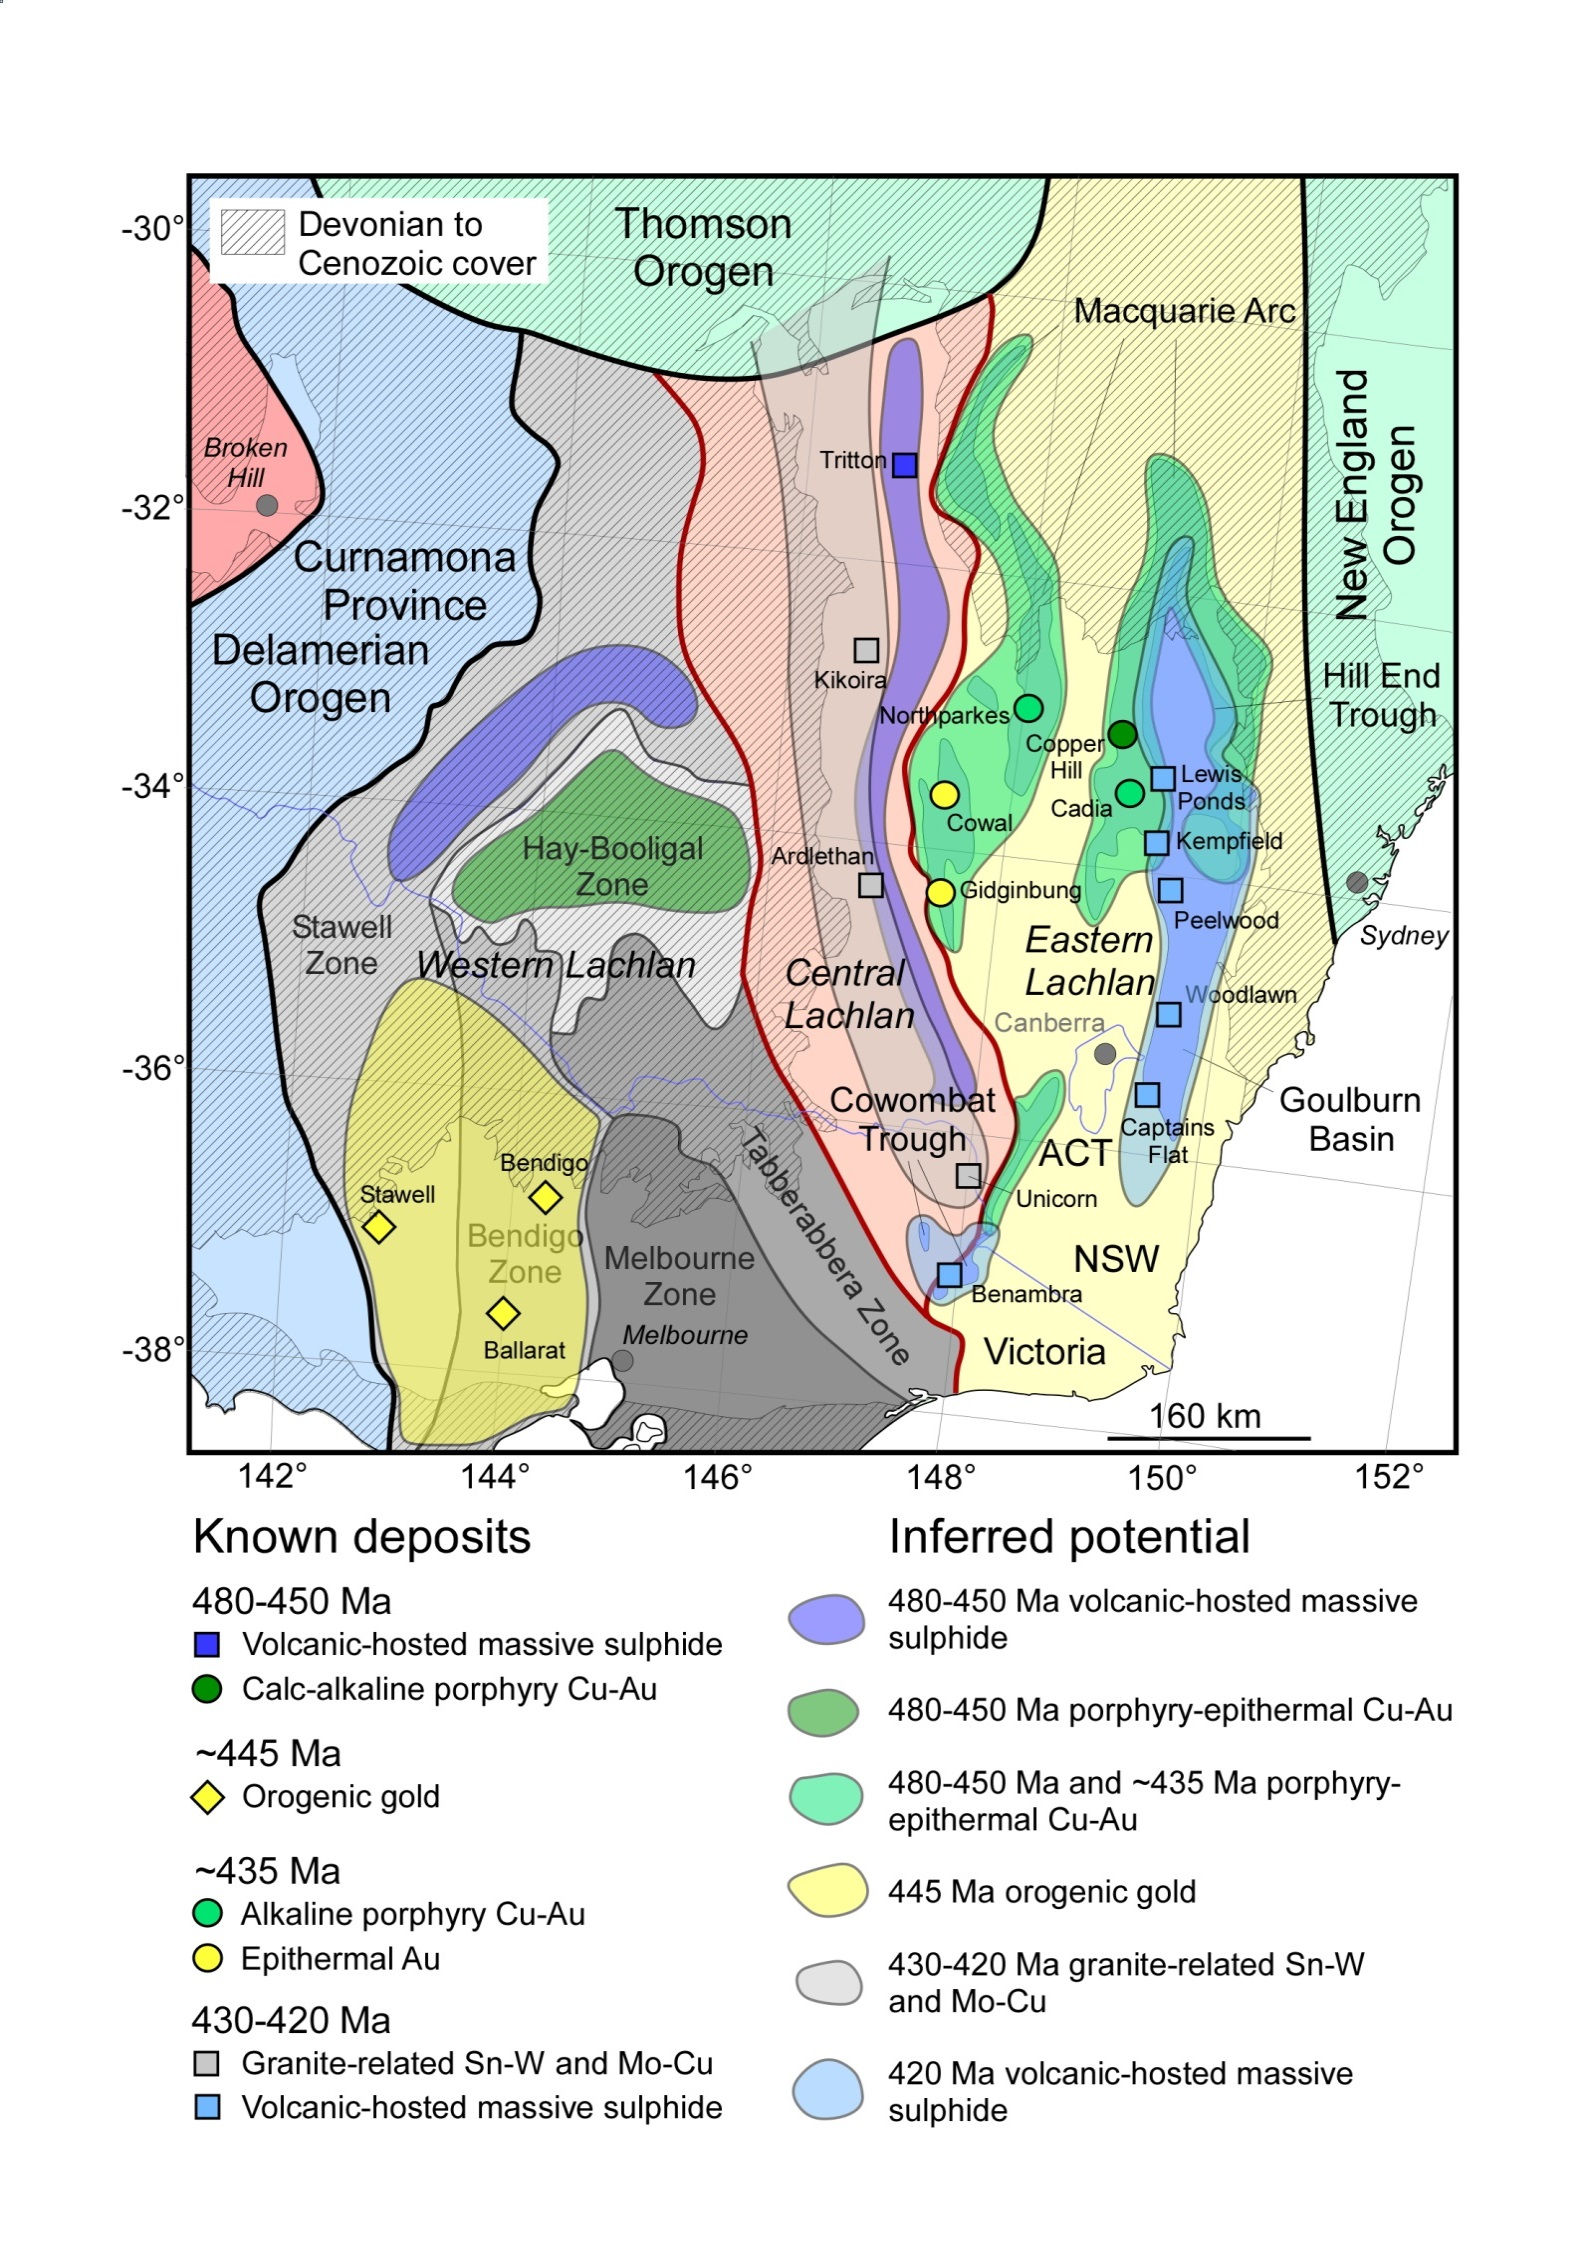 -30°
-32°
-34°
-36°
-38°
Devonian to
Cenozoic cover
Thomson
Orogen
Macquarie Arc
New England
Orogen
Broken
Hill
Curnamona
Province
Delamerian
Orogen
Tritton
Kikoira
Northparkes
Copper
Hill
Cadia
Hill End
Trough
Lewis
Ponds
Kempfield
Cowal
Ardlethan
Gidginbung
Peelwood
Sydney
Hay-Booligal
Zone
Stawell
Zone
Western Lachlan
Central
Lachlan
Eastern
Lachlan
Woodlawn
Canberra
Cowombat
Trough
ACT
Captains
Flat
Goulburn
Basin
Unicorn
Stawell
Bendigo
Bendigo
Zone
Ballarat
Melbourne
Zone
Melbourne
Tabberabbera Zone
Benambra
NSW
Victoria
160 km
142°
144°
146°
148°
150°
152°
Known deposits
480-450 Ma
Volcanic-hosted massive sulphide
Calc-alkaline porphyry Cu-Au
~445 Ma
Orogenic gold
~435 Ma
Alkaline porphyry Cu-Au
Epithermal Au
430-420 Ma
Granite-related Sn-W and Mo-Cu
Volcanic-hosted massive sulphide
Inferred potential
480-450 Ma volcanic-hosted massive
sulphide
480-450 Ma porphyry-epithermal Cu-Au
480-450 Ma and ~435 Ma porphyry-
epithermal Cu-Au
445 Ma orogenic gold
430-420 Ma granite-related Sn-W
and Mo-Cu
420 Ma volcanic-hosted massive
sulphide